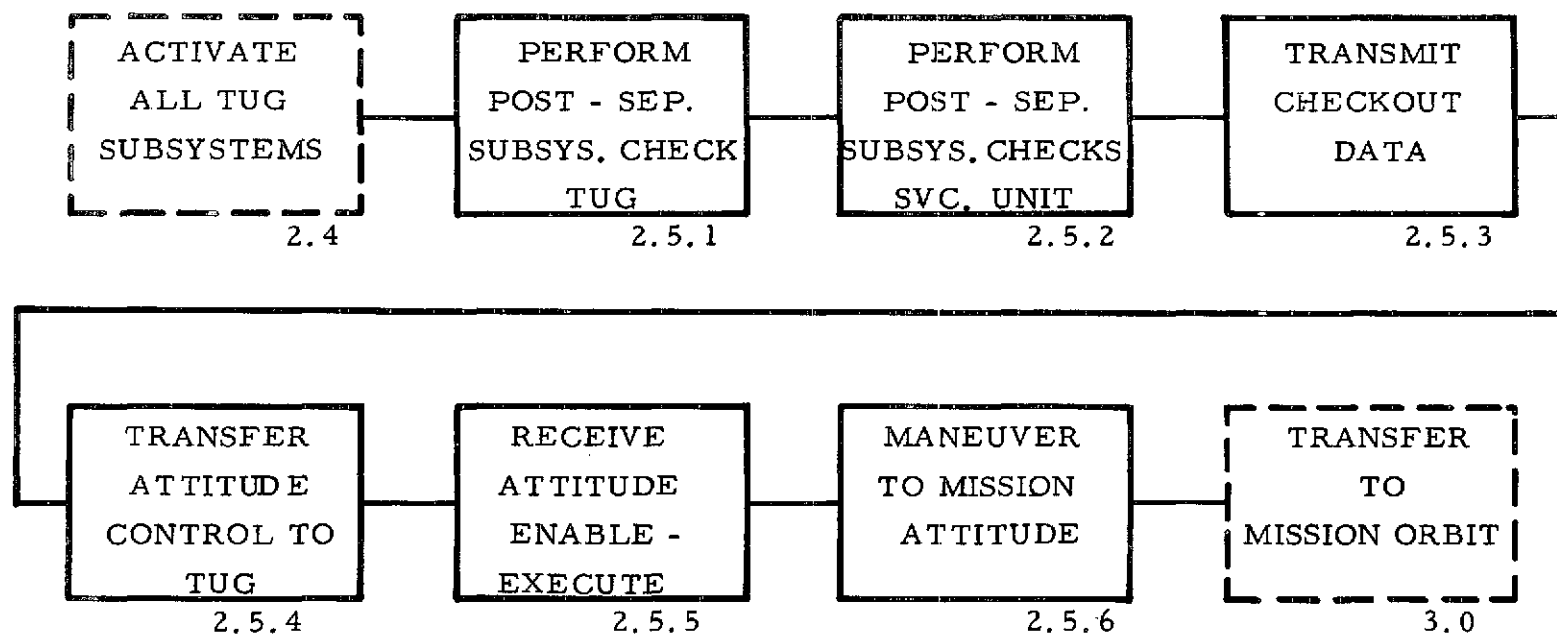 ACTIVATE
ALL TUG
SUBSYSTEMS
2.4
PERFORM
POST - SEP.
SUBSYS. CHECK
TUG
2.5.1
PERFORM
POST - SEP.
SUBSYS. CHECKS
SVC. UNIT
2.5.2
TRANSMIT
CHECKOUT
DATA
2.5.3
TRANSFER
ATTITUDE
CONTROL TO
TUG
2.5.4
RECEIVE
ATTITUDE
ENABLE -
EXECUTE
2.5.5
MANEUVER
TO MISSION
ATTITUDE
2.5.6
TRANSFER
TO
MISSION ORBIT
3.0